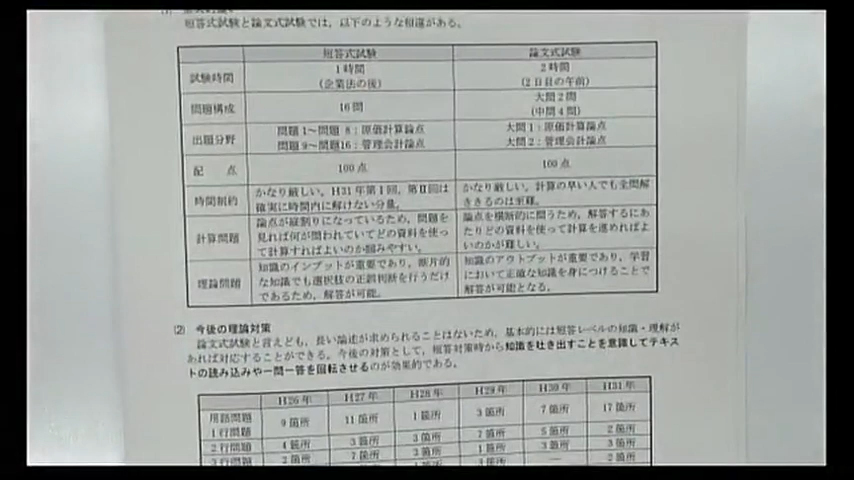 短答式試験と論文式試験では、以下のような相違がある。
短答式試験 論文式試験
試験時間 1時間 2時間
(企業法の後) (2日目の午前)
問題構成 16問 大問2問
(中問4問)
出題分野 問題1〜問題8:原価計算論点 大問1:原価計算論点
問題9〜問題16:管理会計論点 大問2:管理会計論点
配点 100点 100点
時間制約 かなり厳しい。H31年第Ⅰ回,第Ⅱ回は かなり厳しい。計算の早い人でも全問解
確実に時間内に解けない分量。 ききるのは至難。
計算問題 論点が縦割りになっているため,問題を 論点を横断的に問うため,解答するにあ
見れば何が問われていてどの資料を使っ たりどの資料を使って計算を進めればよ
て計算すればよいのか掴みやすい。 いのかが難しい。
理論問題 知識のインプットが重要であり,断片的 知識のアウトプットが重要であり,学習
な知識でも選択肢の正誤判断を行うだけ において正確な知識を身につけることで
であるため,解答が可能。 解答が可能となる。
(2) 今後の理論対策
論文式試験と言えども,長い論述が求められることはないため,基本的には短答レベルの知識・理解が
あれば対応することができる。今後の対策として,短答対策時から知識を吐き出すことを意識してテキス
トの読み込みや一問一答を回転させるのが効果的である。
H26年 H27年 H28年 H29年 H30年 H31年
用語問題 9箇所 11箇所 1箇所 3箇所 7箇所 17箇所
1行問題 4箇所 3箇所 3箇所 7箇所 5箇所 2箇所
2行問題 2箇所 7箇所 3箇所 1箇所 3箇所 3箇所
3行問題 2箇所